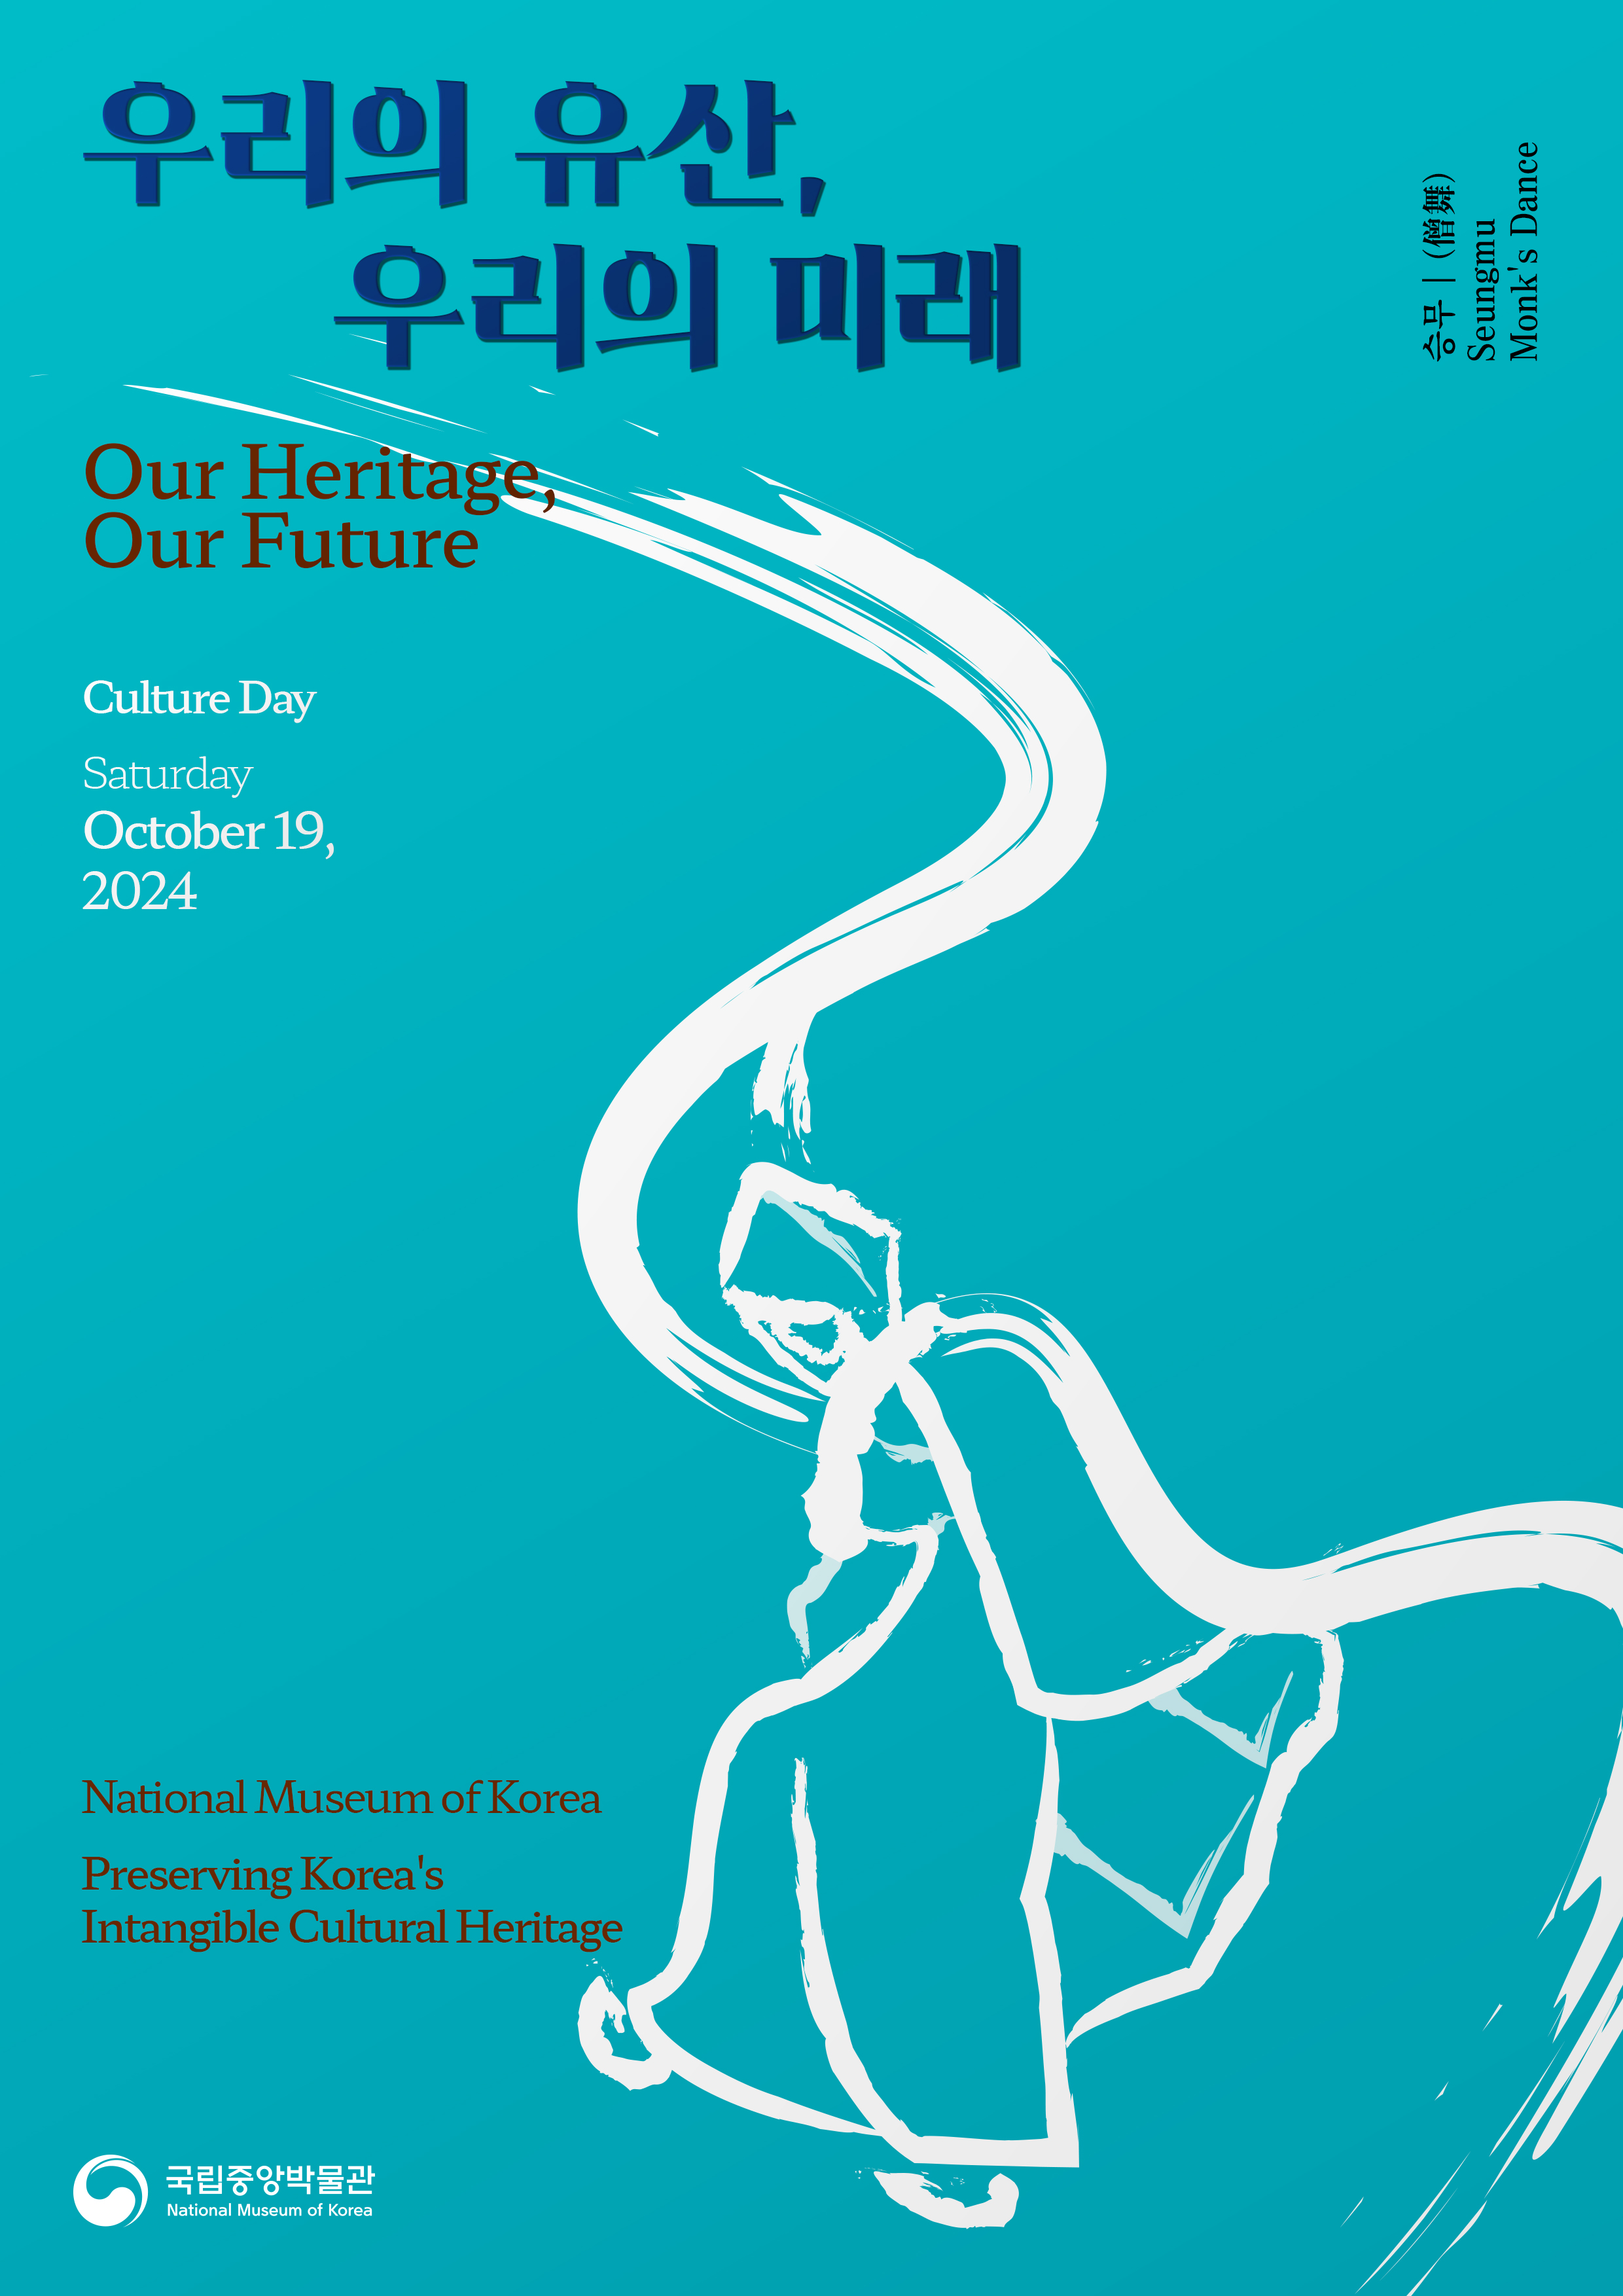 우리의 유산,
우리의 미래
승무 | (僧舞)
Seungmu
Monk's Dance
Our Heritage,
Our Future
Culture Day
Saturday
October 19,
2024
National Museum of Korea
Preserving Korea's
Intangible Cultural Heritage
국립중앙박물관
National Museum of Korea